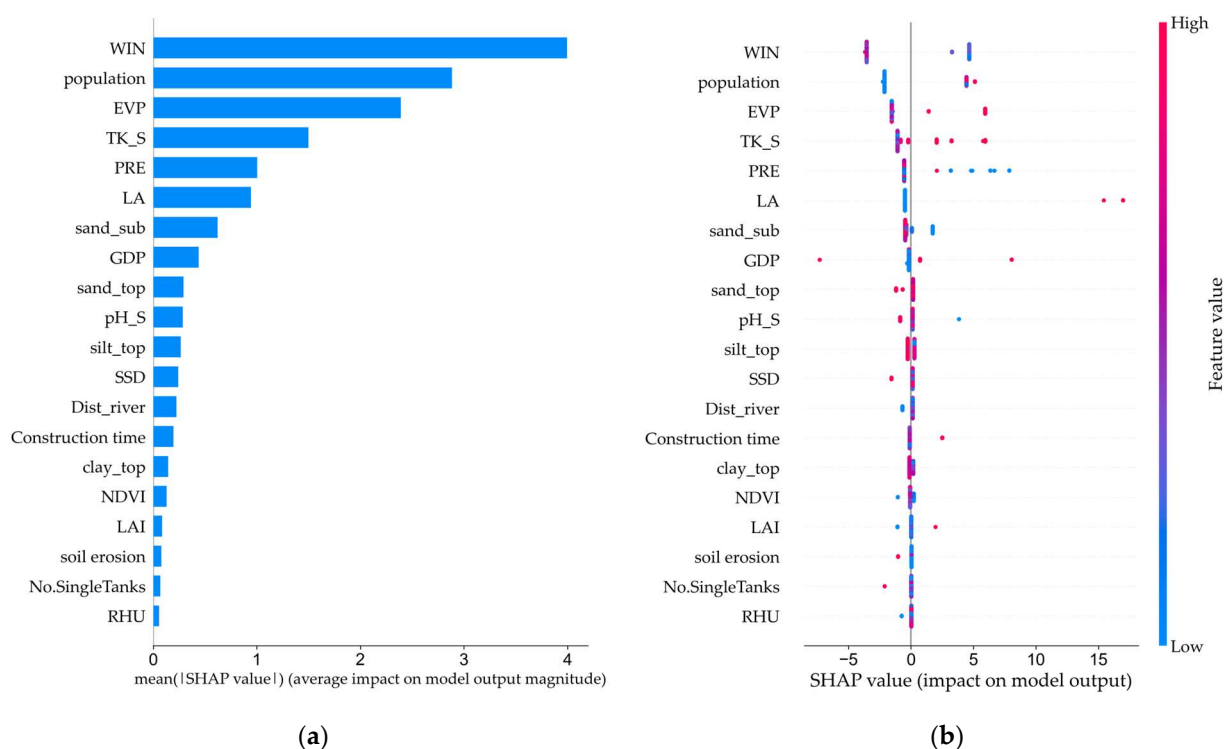 WIN
population
EVP
TK_S
PRE
LA
sand_sub
GDP
sand_top
pH_S
silt_top
SSD
Dist_river
Construction time
clay_top
NDVI
LAI
soil erosion
No.SingleTanks
RHU
0 1 2 3 4
mean(|SHAP value|) (average impact on model output magnitude)
(a)
WIN
population
EVP
TK_S
PRE
LA
sand_sub
GDP
sand_top
pH_S
silt_top
SSD
Dist_river
Construction time
clay_top
NDVI
LAI
soil erosion
No.SingleTanks
RHU
−5 0 5 10 15
SHAP value (impact on model output)
High
Feature value
Low
(b)